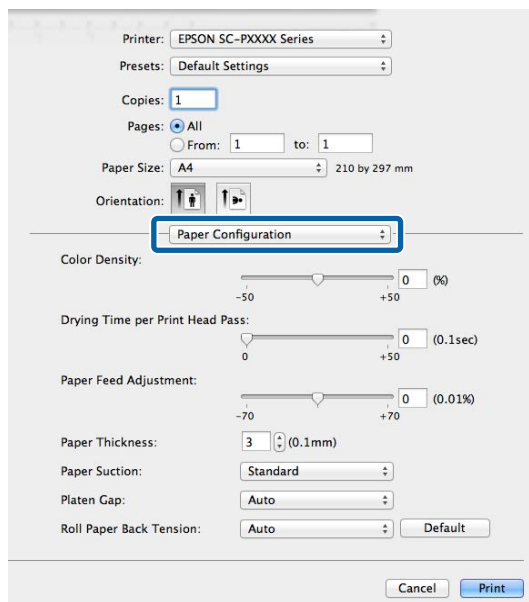 Printer: EPSON SC-PXXXX Series
Presets: Default Settings
Copies: 1
Pages: All
From: 1 to: 1
Paper Size: A4 210 by 297 mm
Orientation:
Paper Configuration
Color Density:
0 (%)
-50 +50
Drying Time per Print Head Pass:
0 (0.1sec)
0 +50
Paper Feed Adjustment:
0 (0.01%)
-70 +70
Paper Thickness: 3 (0.1mm)
Paper Suction: Standard
Platen Gap: Auto
Roll Paper Back Tension: Auto Default
Cancel Print